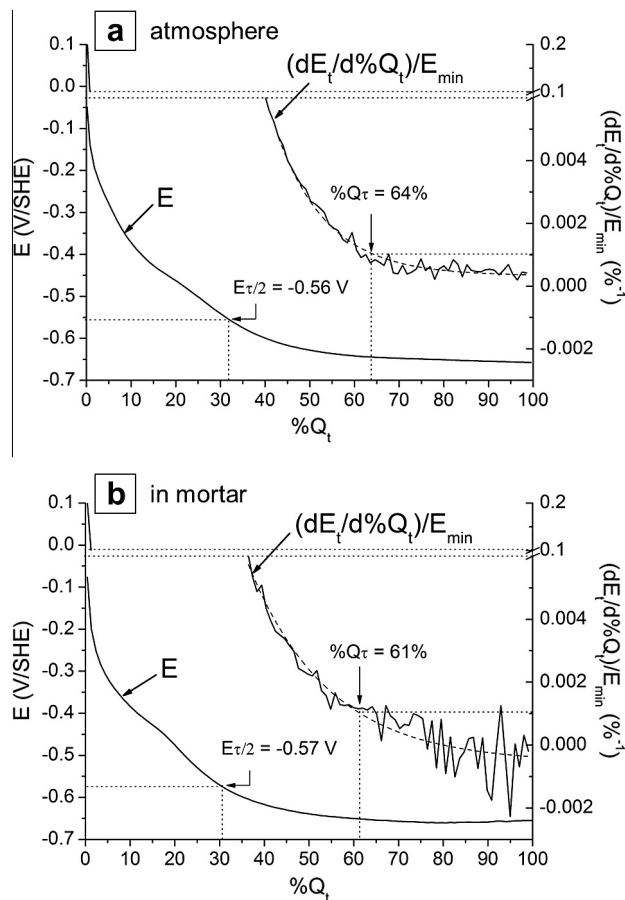 a atmosphere
0.1
0.0
-0.1
-0.2
-0.3
-0.4
-0.5
-0.6
-0.7
E (V/SHE)
0 10 20 30 40 50 60 70 80 90 100
%Qt
0.2
0.1
0.004
0.002
0.000
-0.002
(dEt/d%Qt)/Emin (%-1)
(dEt/d%Qt)/Emin
E
%Qτ = 64%
Eτ/2 = -0.56 V
b in mortar
0.1
0.0
-0.1
-0.2
-0.3
-0.4
-0.5
-0.6
-0.7
E (V/SHE)
0 10 20 30 40 50 60 70 80 90 100
%Qt
0.2
0.1
0.004
0.002
0.000
-0.002
(dEt/d%Qt)/Emin (%-1)
(dEt/d%Qt)/Emin
E
%Qτ = 61%
Eτ/2 = -0.57 V